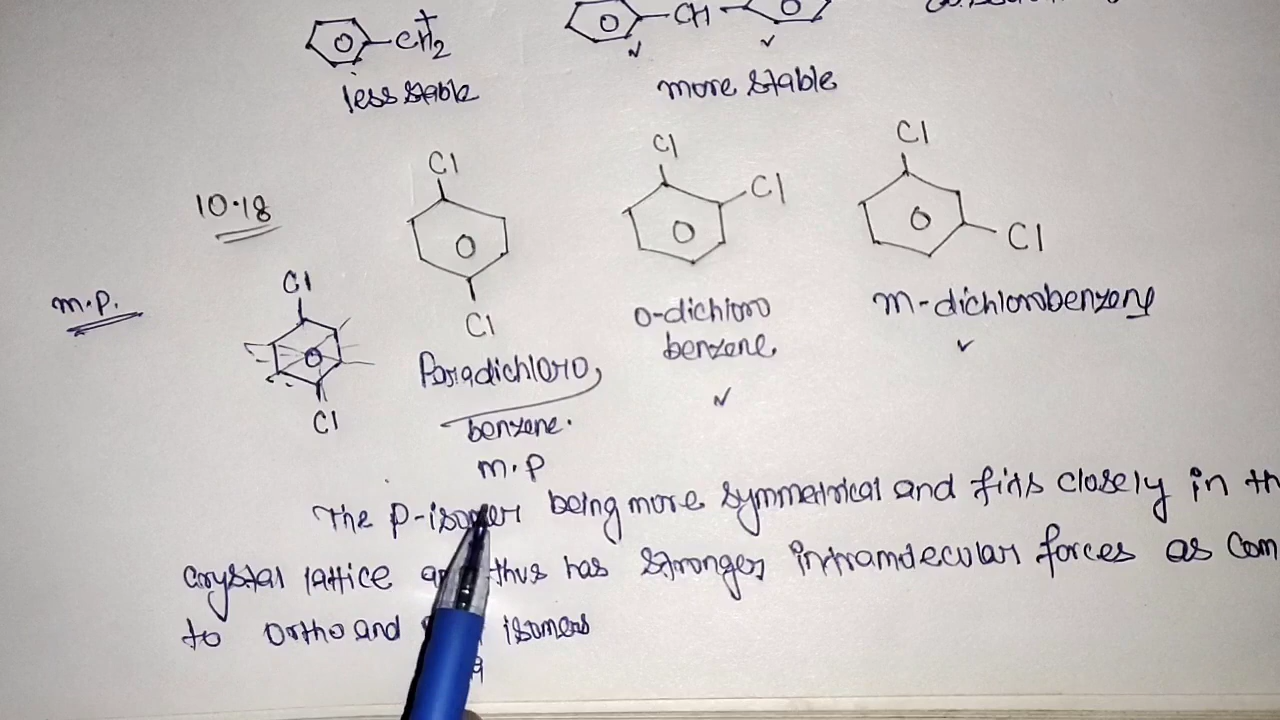 CH2+
CH
less stable
more stable
10.18
Cl
Cl
Cl
Cl
Cl
Cl
m.p.
Cl
Cl
Paradichloro
benzene.
m.p
o-dichloro
benzene
m-dichlorobenzene
The p-isomer being more symmetrical and fits closely in th
crystal lattice thus has stronger intramolecular forces as com
to ortho and isomers